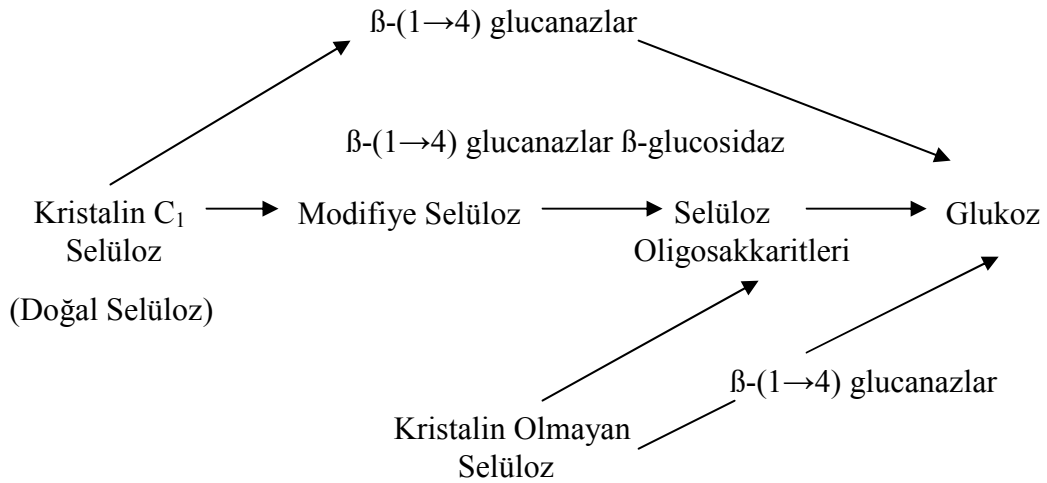 ß-(1→4) glucanazlar
ß-(1→4) glucanazlar ß-glucosidaz
Kristalin C₁
Selüloz
(Doğal Selüloz)
Modifiye Selüloz
Selüloz
Oligosakkaritleri
Glukoz
ß-(1→4) glucanazlar
Kristalin Olmayan
Selüloz